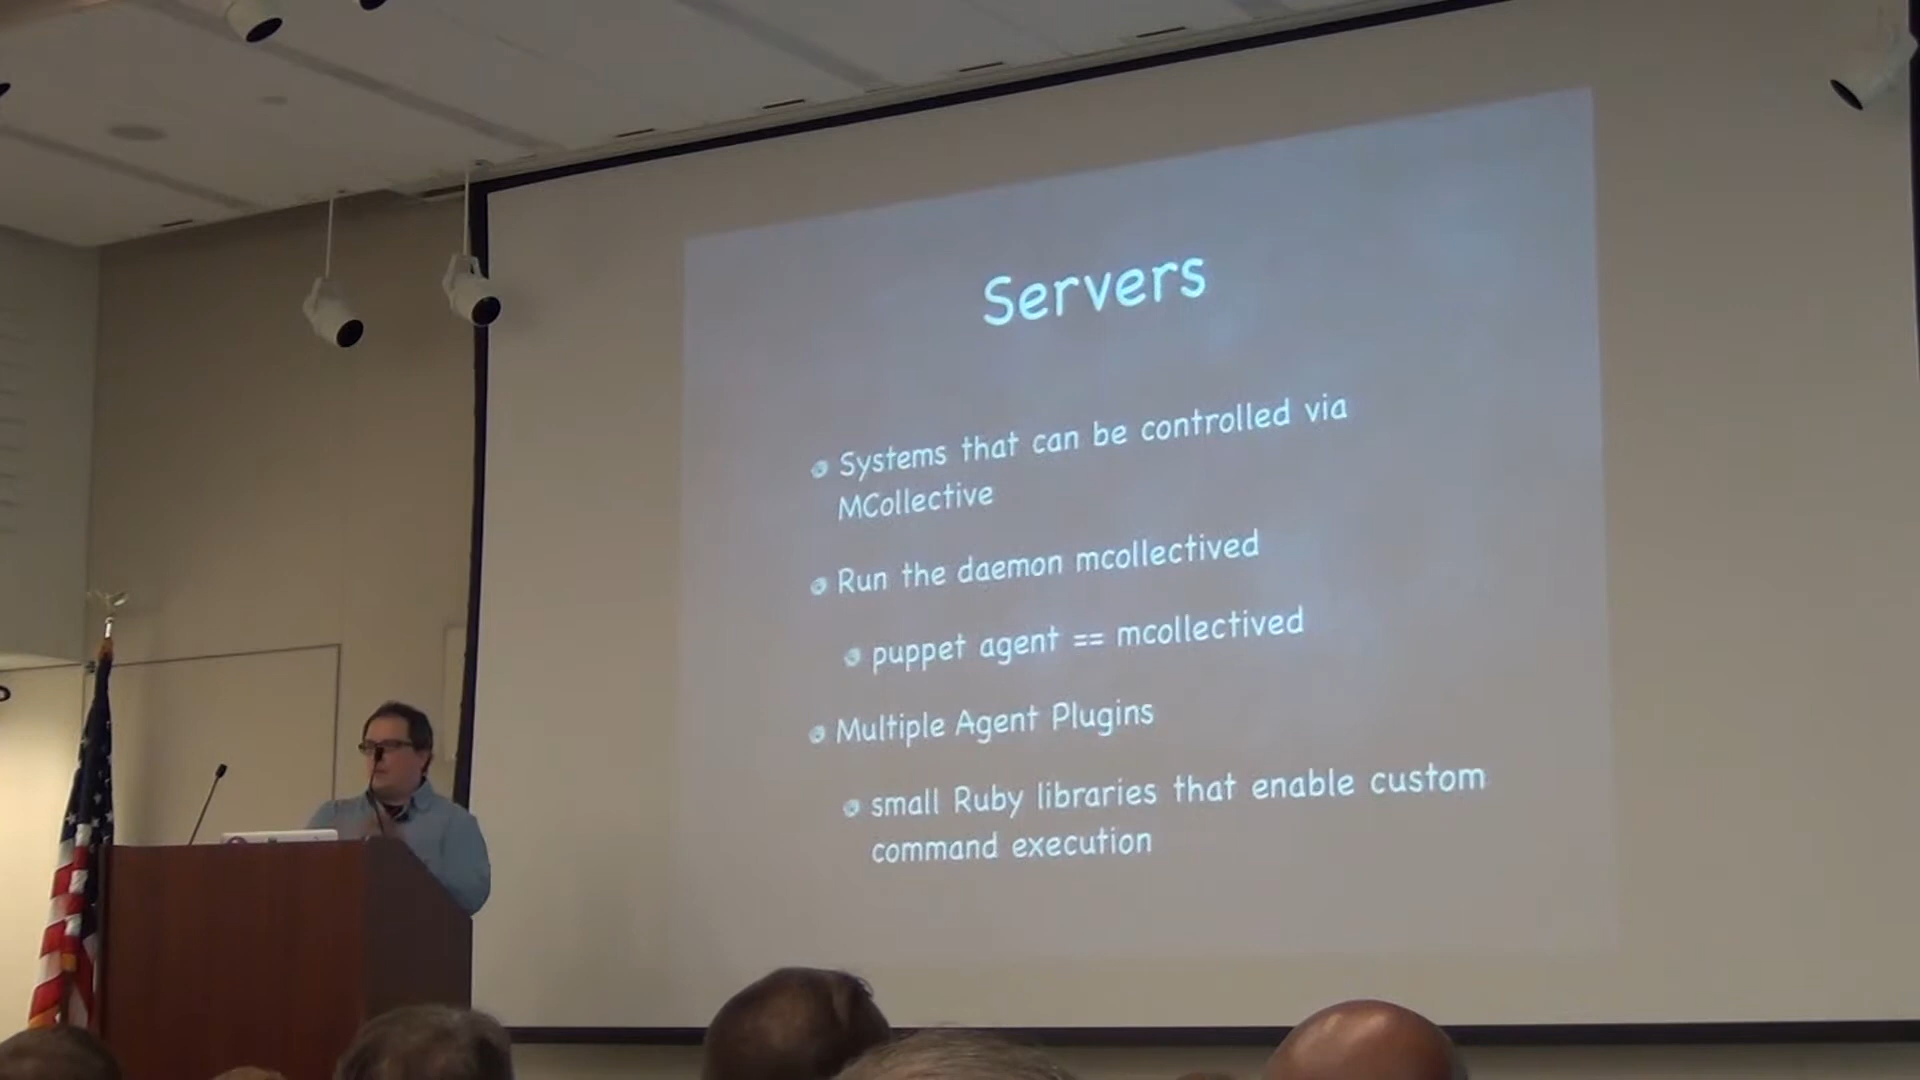 Servers
Systems that can be controlled via
MCollective
Run the daemon mcollectived
puppet agent == mcollectived
Multiple Agent Plugins
small Ruby libraries that enable custom
command execution